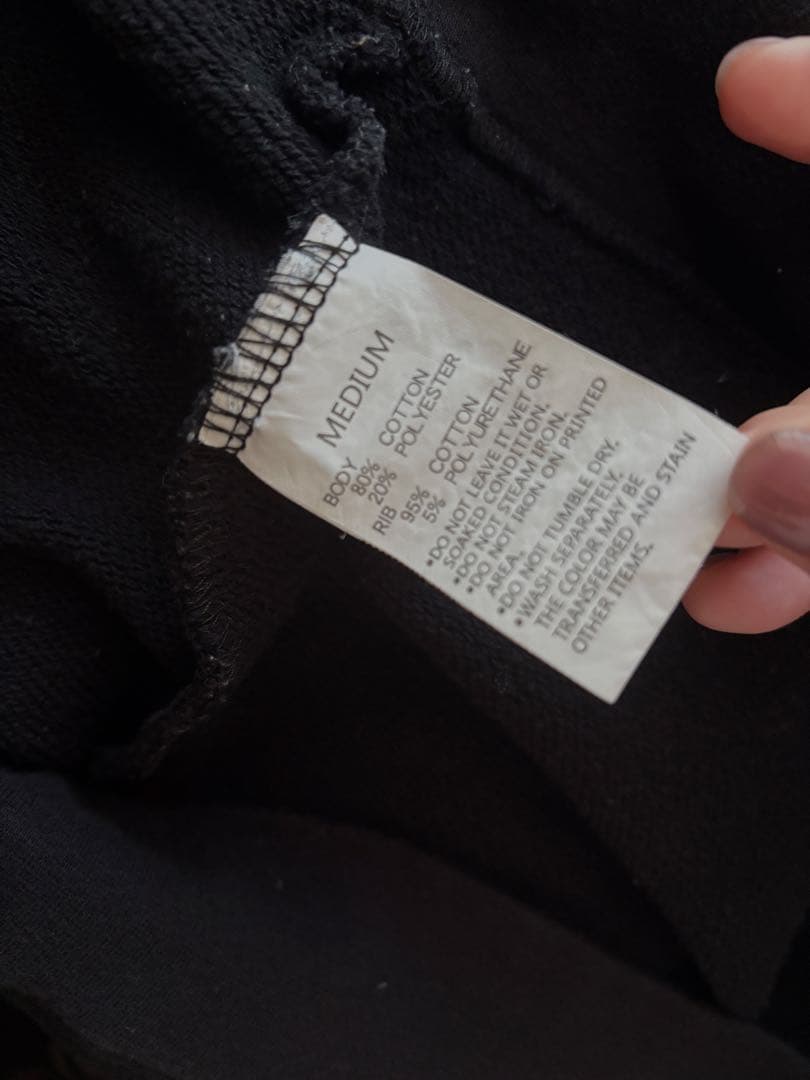 MEDIUM
BODY
80% COTTON
20% POLYESTER
RIB
95% COTTON
5% POLYURETHANE
•DO NOT LEAVE IT WET OR
SOAKED CONDITION.
•DO NOT STEAM IRON.
•DO NOT IRON ON PRINTED
AREA.
•DO NOT TUMBLE DRY.
•WASH SEPARATELY.
THE COLOR MAY BE
TRANSFERRED AND STAIN
OTHER ITEMS.